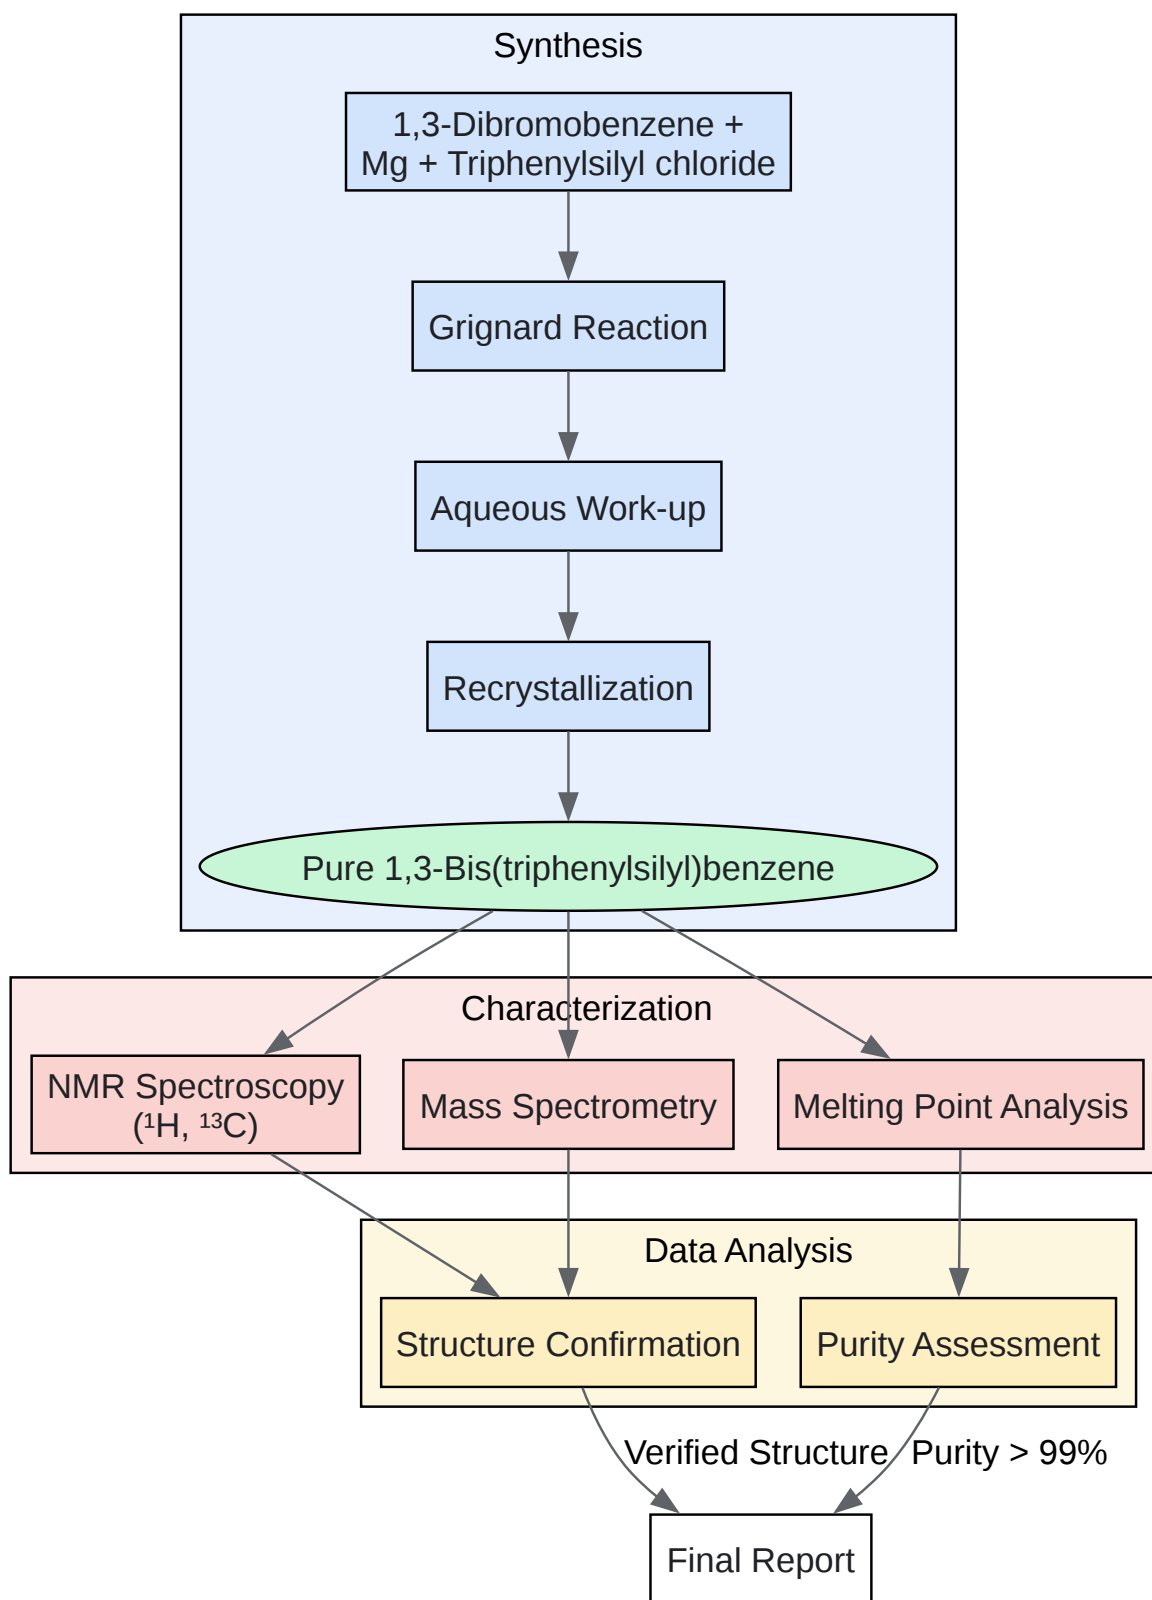 Synthesis
1,3-Dibromobenzene +
Mg + Triphenylsilyl chloride
Grignard Reaction
Aqueous Work-up
Recrystallization
Pure 1,3-Bis(triphenylsilyl)benzene
Characterization
NMR Spectroscopy
(¹H, ¹³C)
Mass Spectrometry
Melting Point Analysis
Data Analysis
Structure Confirmation
Purity Assessment
Verified Structure
Purity > 99%
Final Report